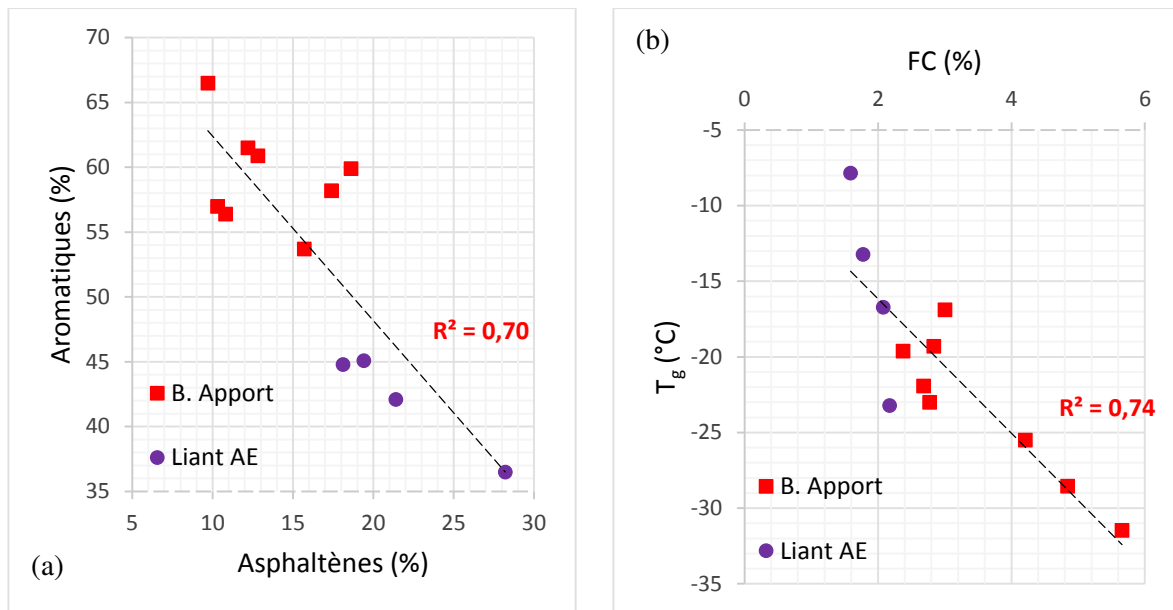 70
65
60
55
50
45
40
35
5
10
15
20
25
30
Aromatiques (%)
Asphaltènes (%)
R² = 0,70
B. Apport
Liant AE
(a)
(b)
FC (%)
0
2
4
6
-5
-10
-15
-20
-25
-30
-35
Tg (°C)
R² = 0,74
B. Apport
Liant AE